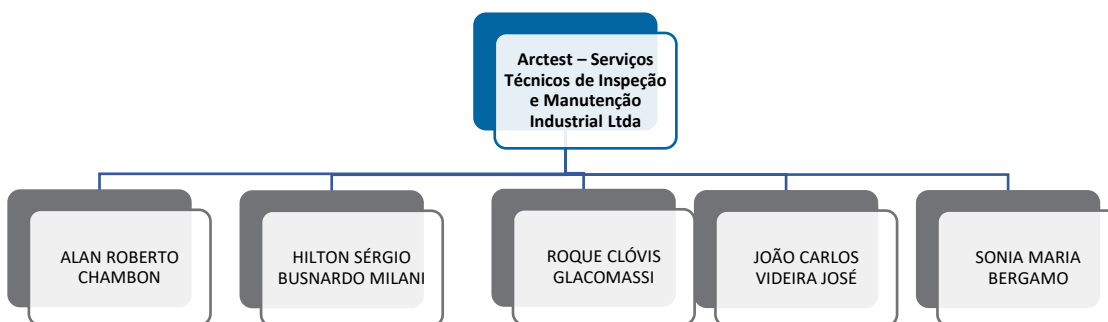 Arctest – Serviços
Técnicos de Inspeção
e Manutenção
Industrial Ltda
ALAN ROBERTO
CHAMBON
HILTON SÉRGIO
BUSNARDO MILANI
ROQUE CLÓVIS
GLACOMASSI
JOÃO CARLOS
VIDEIRA JOSÉ
SONIA MARIA
BERGAMO